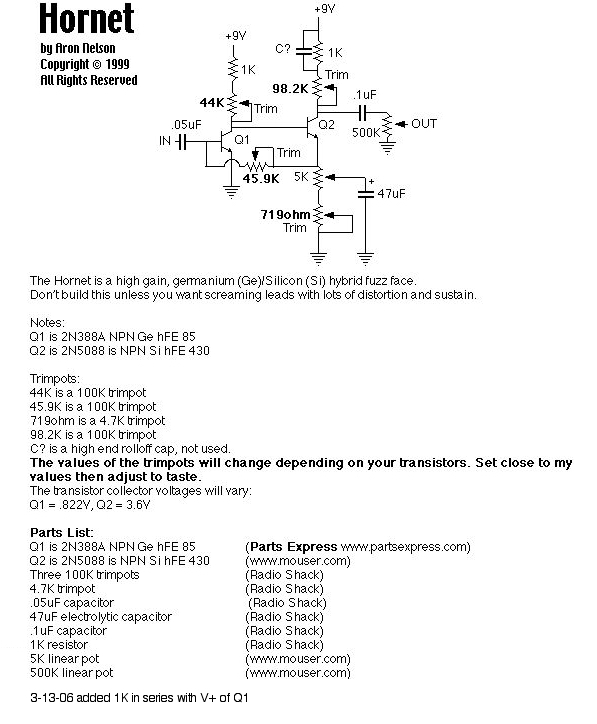 Hornet
by Aron Nelson
Copyright © 1999
All Rights Reserved
+9V
+9V
C?
1K
1K
Trim
98.2K
44K
Trim
.1uF
.05uF
Q2
500K
OUT
IN
Q1
Trim
45.9K
5K
+
47uF
719ohm
Trim
The Hornet is a high gain, germanium (Ge)/Silicon (Si) hybrid fuzz face.
Don't build this unless you want screaming leads with lots of distortion and sustain.
Notes:
Q1 is 2N388A NPN Ge hFE 85
Q2 is 2N5088 is NPN Si hFE 430
Trimpots:
44K is a 100K trimpot
45.9K is a 100K trimpot
719ohm is a 4.7K trimpot
98.2K is a 100K trimpot
C? is a high end rolloff cap, not used.
The values of the trimpots will change depending on your transistors. Set close to my
values then adjust to taste.
The transistor collector voltages will vary:
Q1 = .822V, Q2 = 3.6V
Parts List:
Q1 is 2N388A NPN Ge hFE 85 (Parts Express www.partsexpress.com)
Q2 is 2N5088 is NPN Si hFE 430 (www.mouser.com)
Three 100K trimpots (Radio Shack)
4.7K trimpot (Radio Shack)
.05uF capacitor (Radio Shack)
47uF electrolytic capacitor (Radio Shack)
.1uF capacitor (Radio Shack)
1K resistor (Radio Shack)
5K linear pot (www.mouser.com)
500K linear pot (www.mouser.com)
3-13-06 added 1K in series with V+ of Q1